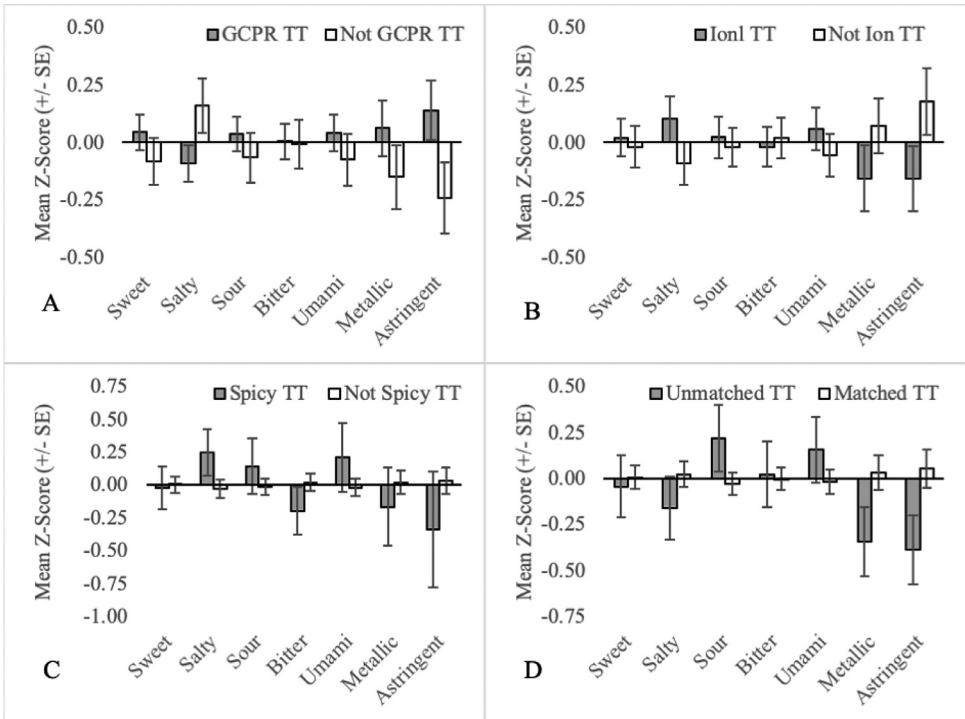 0.50
GCPR TT Not GCPR TT
0.25
0.00
-0.25
-0.50
Mean Z-Score (+/- SE)
Sweet
Salty
Sour
Bitter
Umami
Metallic
Astringent
A
0.50
Ionl TT Not Ion TT
0.25
0.00
-0.25
-0.50
Mean Z-Score (+/- SE)
Sweet
Salty
Sour
Bitter
Umami
Metallic
Astringent
B
0.75
Spicy TT Not Spicy TT
0.50
0.25
0.00
-0.25
-0.50
-0.75
-1.00
Mean Z-Score (+/- SE)
Sweet
Salty
Sour
Bitter
Umami
Metallic
Astringent
C
0.50
Unmatched TT Matched TT
0.25
0.00
-0.25
-0.50
-0.75
Mean Z-Score (+/- SE)
Sweet
Salty
Sour
Bitter
Umami
Metallic
Astringent
D